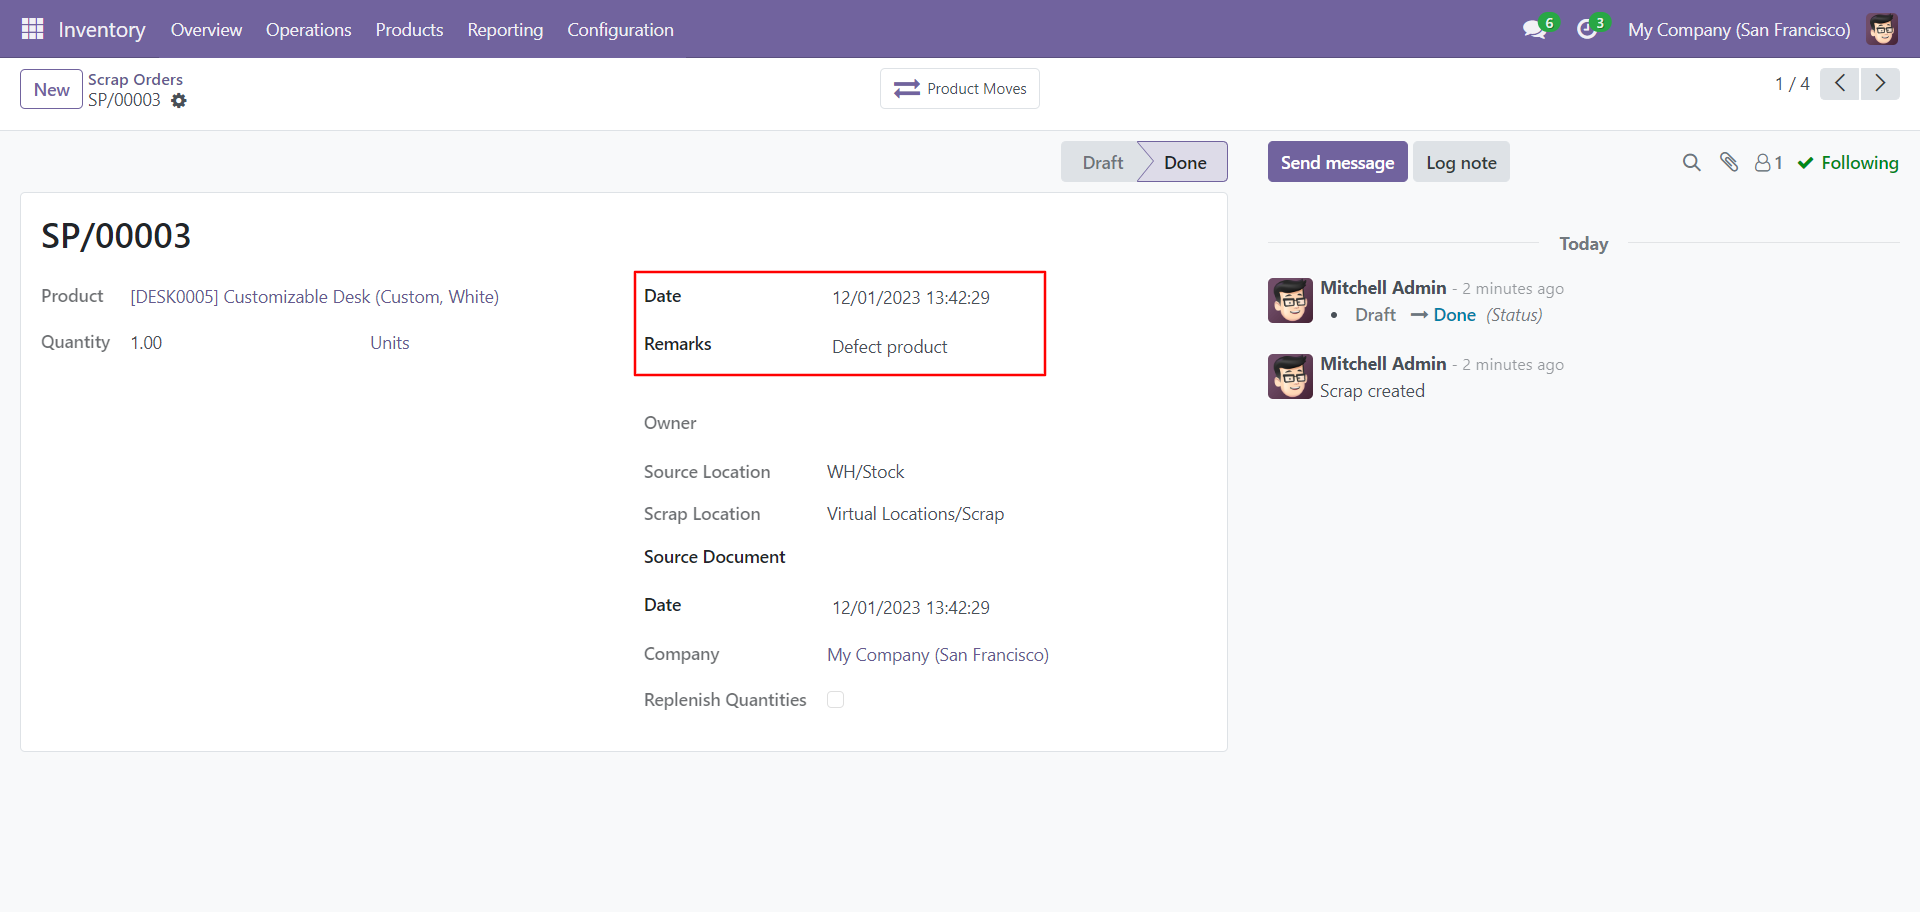 Inventory Overview Operations Products Reporting Configuration 6 3 My Company (San Francisco)
New Scrap Orders
SP/00003
Product Moves
1 / 4
Draft Done Send message Log note 1 Following
SP/00003
Product [DESK0005] Customizable Desk (Custom, White)
Quantity 1.00 Units
Date 12/01/2023 13:42:29
Remarks Defect product
Owner
Source Location WH/Stock
Scrap Location Virtual Locations/Scrap
Source Document
Date 12/01/2023 13:42:29
Company My Company (San Francisco)
Replenish Quantities
Today
Mitchell Admin - 2 minutes ago
• Draft → Done (Status)
Mitchell Admin - 2 minutes ago
Scrap created